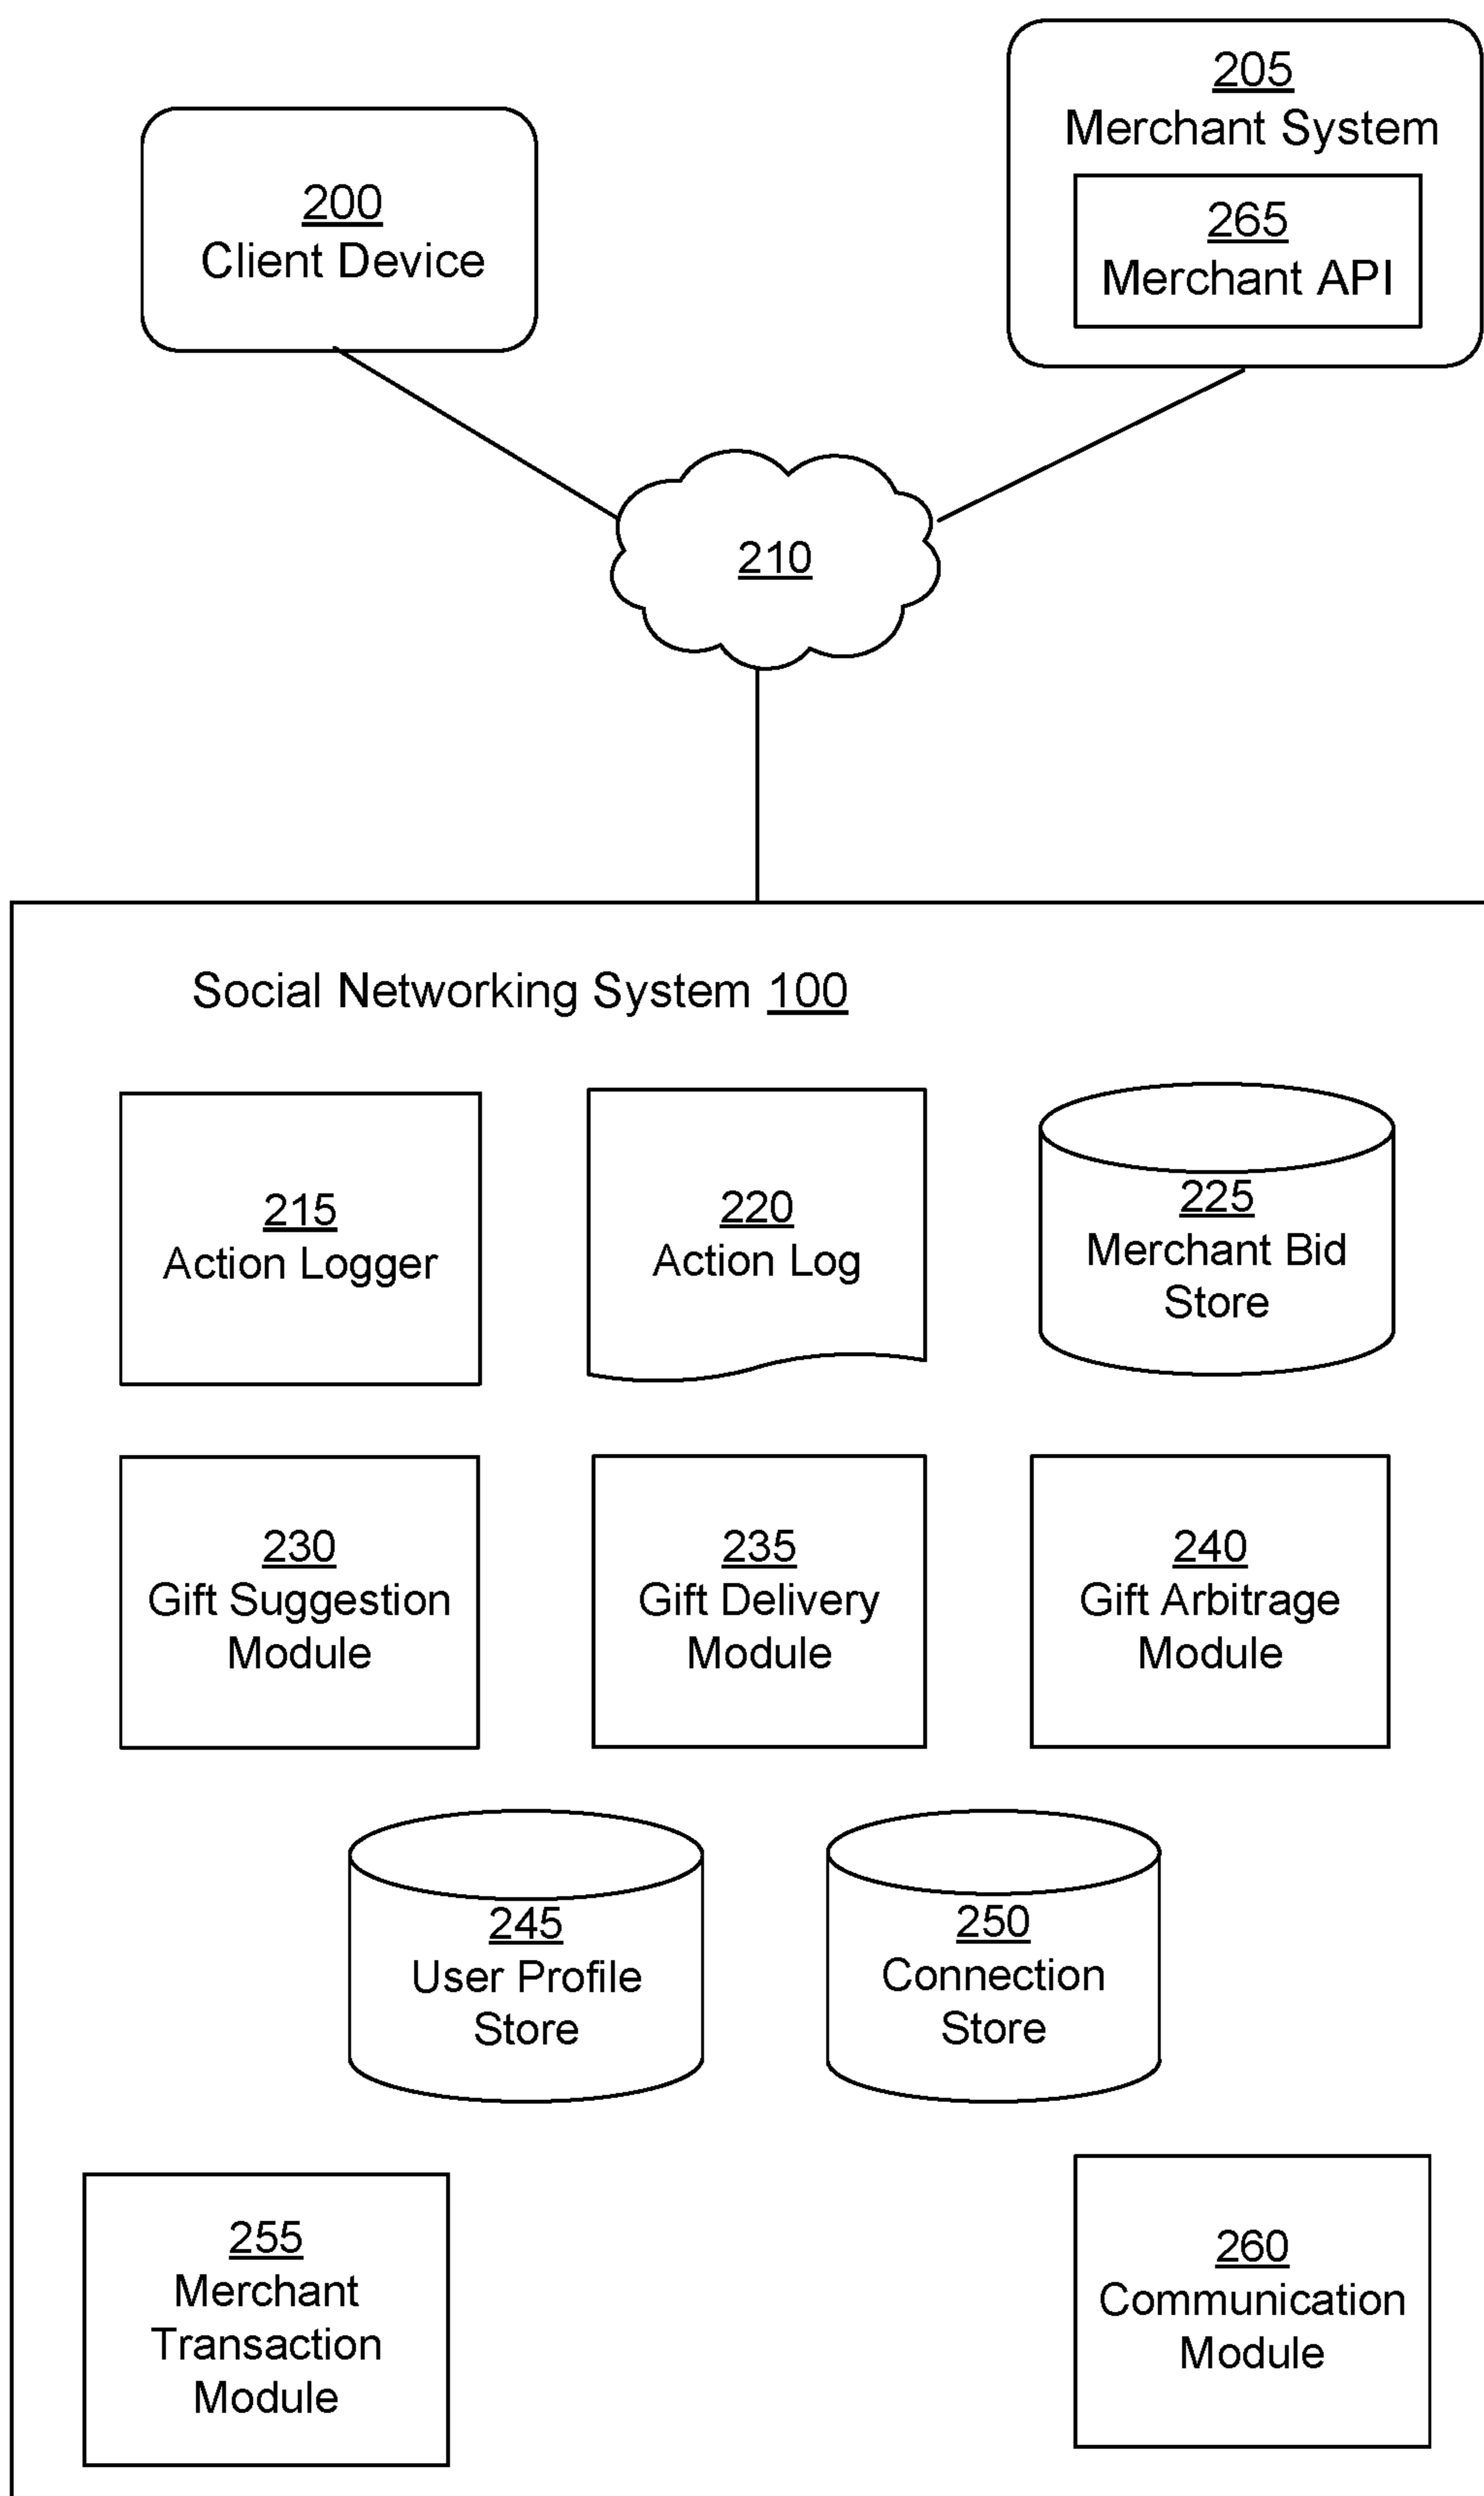 205
Merchant System
200
Client Device
265
Merchant API
210
Social Networking System 100
215
Action Logger
220
Action Log
225
Merchant Bid
Store
230
Gift Suggestion
Module
235
Gift Delivery
Module
240
Gift Arbitrage
Module
245
User Profile
Store
250
Connection
Store
255
Merchant
Transaction
Module
260
Communication
Module